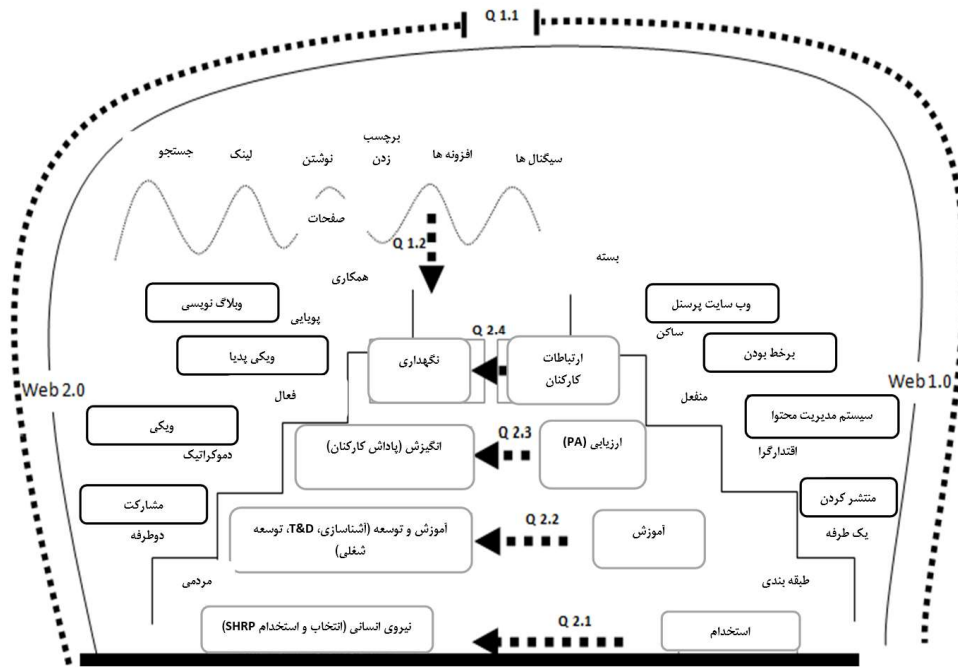 Q 1.1
برچسب
زدن
سیگنال ها
افزونه ها
نوشتن
لینک
جستجو
صفحات
Q 1.2
بسته
همکاری
وب سایت پرسنل
وبلاگ نویسی
ساکن
پویایی
Q 2.4
برخط بودن
ویکی پدیا
ارتباطات
کارکنان
نگهداری
Web 1.0
Web 2.0
منفعل
فعال
سیستم مدیریت محتوا
ویکی
Q 2.3
ارزیابی (PA)
انگیزش (پاداش کارکنان)
اقتدارگرا
دموکراتیک
منتشر کردن
مشارکت
یک طرفه
دوطرفه
Q 2.2
آموزش
آموزش و توسعه (آشناسازی، T&D، توسعه
شغلی)
طبقه بندی
مردمی
Q 2.1
استخدام
نیروی انسانی (انتخاب و استخدام SHRP)